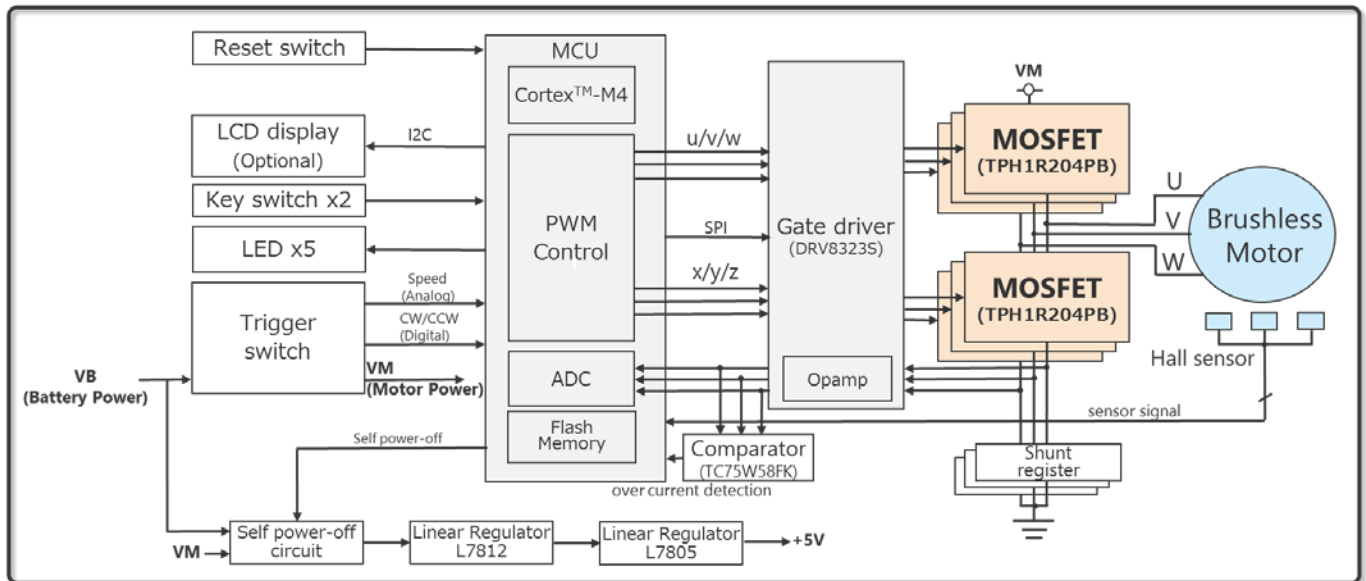 Reset switch
LCD display
(Optional)
I2C
Key switch x2
LED x5
Trigger
switch
Speed
(Analog)
CW/CCW
(Digital)
VM
(Motor Power)
VB
(Battery Power)
Self power-off
MCU
Cortex™-M4
PWM
Control
ADC
Flash
Memory
u/v/w
SPI
x/y/z
Gate driver
(DRV8323S)
Opamp
Comparator
(TC75W58FK)
over current detection
VM
MOSFET
(TPH1R204PB)
MOSFET
(TPH1R204PB)
U
V
W
Brushless
Motor
Hall sensor
sensor signal
Shunt
register
VM
Self power-off
circuit
Linear Regulator
L7812
Linear Regulator
L7805
+5V